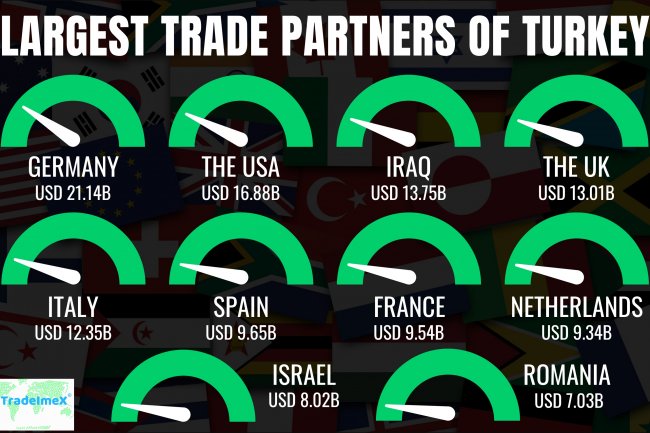 LARGEST TRADE PARTNERS OF TURKEY
GERMANY
USD 21.14B
THE USA
USD 16.88B
IRAQ
USD 13.75B
THE UK
USD 13.01B
ITALY
USD 12.35B
SPAIN
USD 9.65B
FRANCE
USD 9.54B
NETHERLANDS
USD 9.34B
ISRAEL
USD 8.02B
ROMANIA
USD 7.03B
TradeImeX